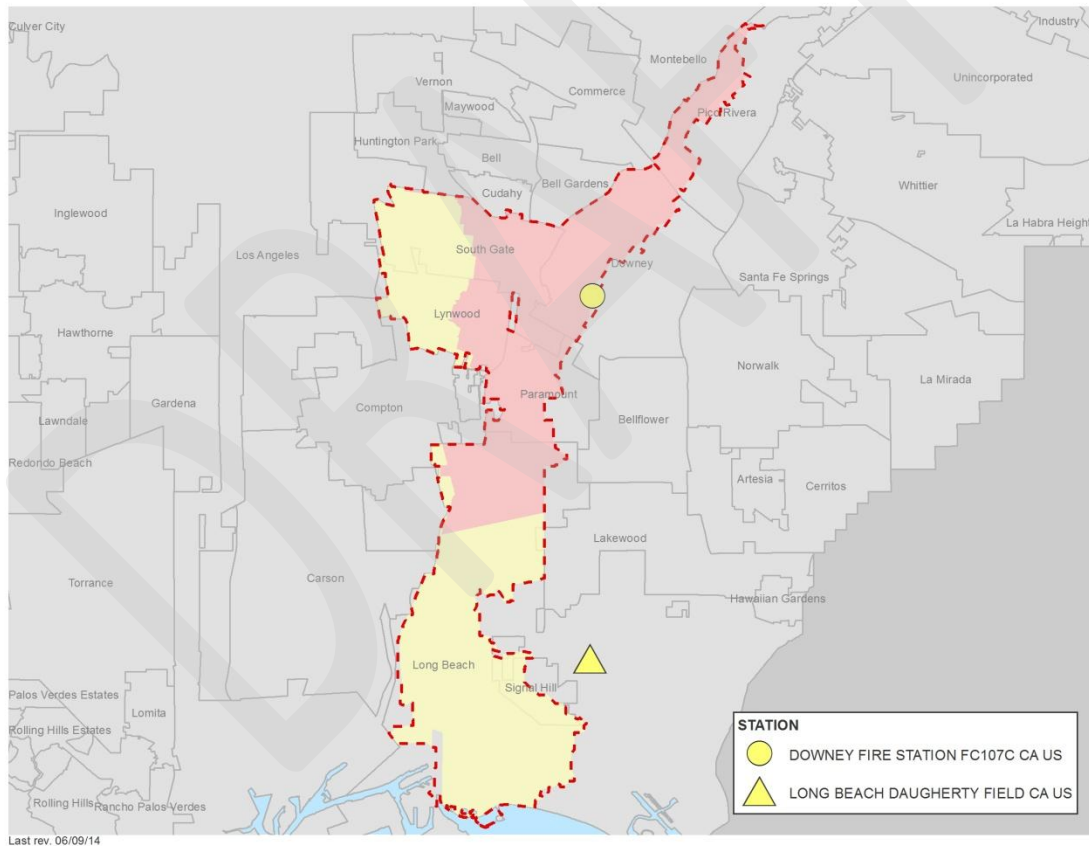 Culver City
Industry
Montebello
Unincorporated
Vernon
Commerce
Maywood
Pico Rivera
Huntington Park
Bell
Whittier
Cudahy
Bell Gardens
Inglewood
La Habra Height
South Gate
Los Angeles
Downey
Santa Fe Springs
Lynwood
Hawthorne
Norwalk
La Mirada
Paramount
Gardena
Compton
Lawndale
Bellflower
Redondo Beach
Artesia
Cerritos
Lakewood
Torrance
Carson
Hawaiian Gardens
Long Beach
Signal Hill
Palos Verdes Estates
Lomita
Rolling Hills Estates
Rolling Hills
Rancho Palos Verdes
STATION
DOWNEY FIRE STATION FC107C CA US
LONG BEACH DAUGHERTY FIELD CA US
Last rev. 06/09/14
DRAFT